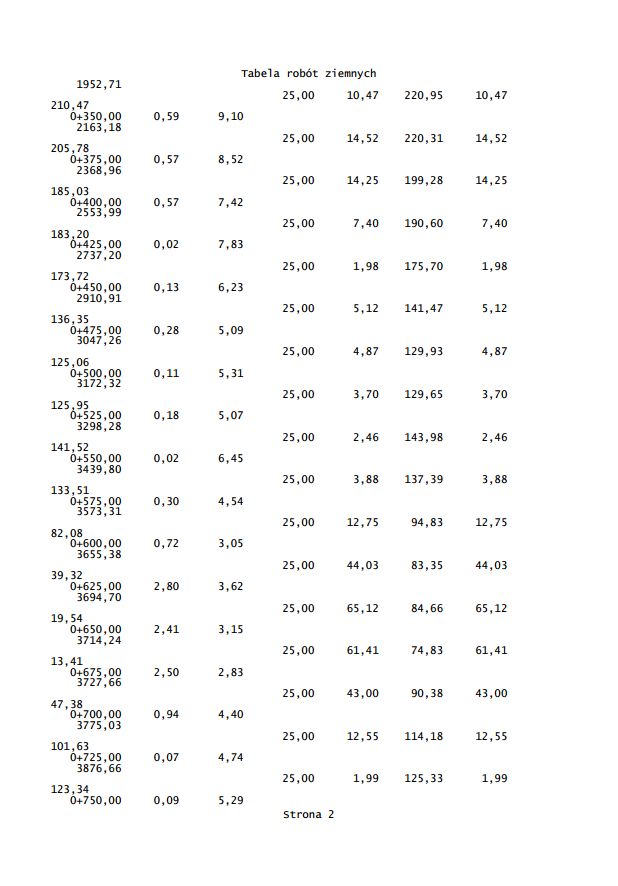 Tabela robót ziemnych
1952,71
25,00 10,47 220,95 10,47
210,47
0+350,00 0,59 9,10
2163,18
25,00 14,52 220,31 14,52
205,78
0+375,00 0,57 8,52
2368,96
25,00 14,25 199,28 14,25
185,03
0+400,00 0,57 7,42
2553,99
25,00 7,40 190,60 7,40
183,20
0+425,00 0,02 7,83
2737,20
25,00 1,98 175,70 1,98
173,72
0+450,00 0,13 6,23
2910,91
25,00 5,12 141,47 5,12
136,35
0+475,00 0,28 5,09
3047,26
25,00 4,87 129,93 4,87
125,06
0+500,00 0,11 5,31
3172,32
25,00 3,70 129,65 3,70
125,95
0+525,00 0,18 5,07
3298,28
25,00 2,46 143,98 2,46
141,52
0+550,00 0,02 6,45
3439,80
25,00 3,88 137,39 3,88
133,51
0+575,00 0,30 4,54
3573,31
25,00 12,75 94,83 12,75
82,08
0+600,00 0,72 3,05
3655,38
25,00 44,03 83,35 44,03
39,32
0+625,00 2,80 3,62
3694,70
25,00 65,12 84,66 65,12
19,54
0+650,00 2,41 3,15
3714,24
25,00 61,41 74,83 61,41
13,41
0+675,00 2,50 2,83
3727,66
25,00 43,00 90,38 43,00
47,38
0+700,00 0,94 4,40
3775,03
25,00 12,55 114,18 12,55
101,63
0+725,00 0,07 4,74
3876,66
25,00 1,99 125,33 1,99
123,34
0+750,00 0,09 5,29
Strona 2